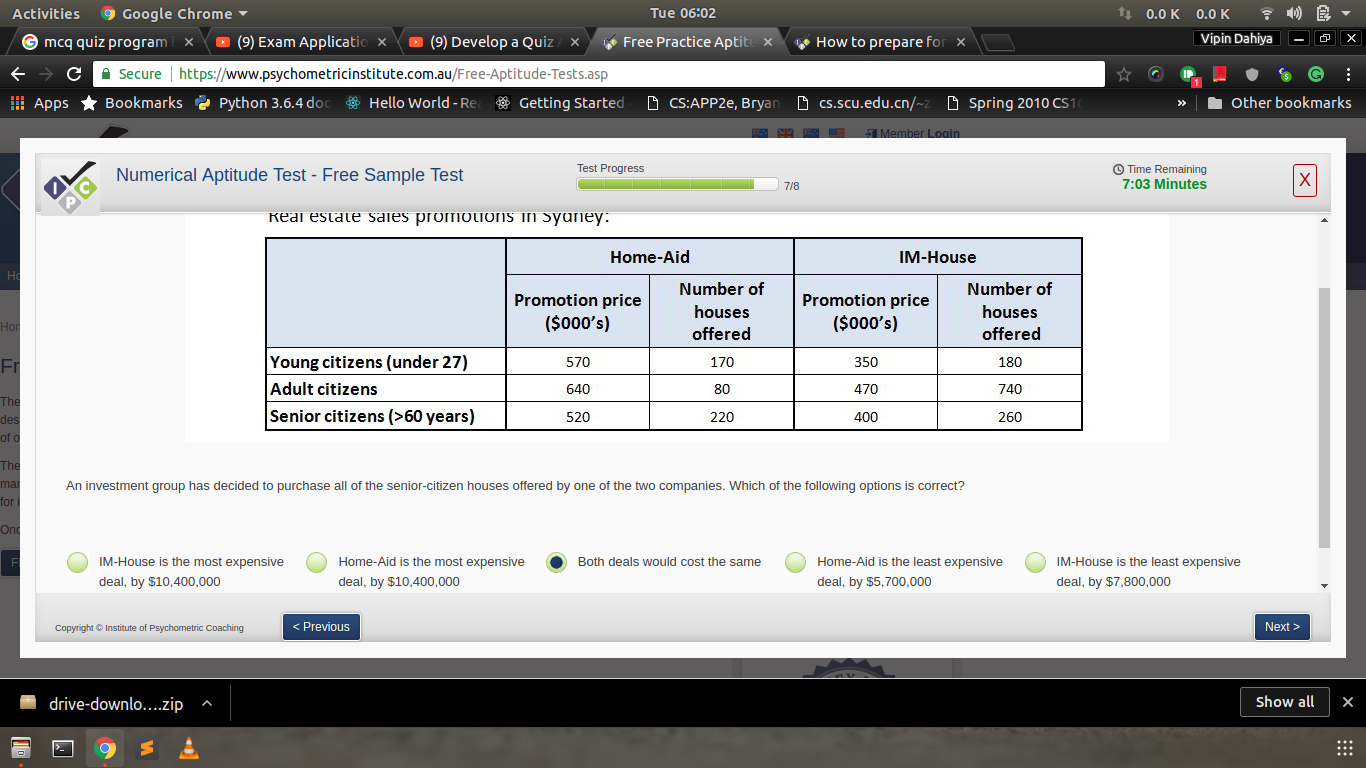 Activities Google Chrome Tue 06:02 0.0 K 0.0 K
mcq quiz program (9) Exam Applicatio (9) Develop a Quiz Free Practice Aptit How to prepare for Vipin Dahiya
Secure https://www.psychometricinstitute.com.au/Free-Aptitude-Tests.asp 1
Apps Bookmarks Python 3.6.4 doc Hello World - Rea Getting Started CS:APP2e, Bryan cs.scu.edu.cn/~z Spring 2010 CS1 » Other bookmarks
Member Login
I P C
Numerical Aptitude Test - Free Sample Test
Test Progress
7/8
Time Remaining
7:03 Minutes
X
Real estate sales promotions in Sydney:
Home-Aid IM-House
Promotion price ($000's) Number of houses offered Promotion price ($000's) Number of houses offered
Young citizens (under 27) 570 170 350 180
Adult citizens 640 80 470 740
Senior citizens (>60 years) 520 220 400 260
An investment group has decided to purchase all of the senior-citizen houses offered by one of the two companies. Which of the following options is correct?
IM-House is the most expensive
deal, by $10,400,000
Home-Aid is the most expensive
deal, by $10,400,000
Both deals would cost the same
Home-Aid is the least expensive
deal, by $5,700,000
IM-House is the least expensive
deal, by $7,800,000
Copyright © Institute of Psychometric Coaching
< Previous
Next >
drive-downlo....zip
Show all